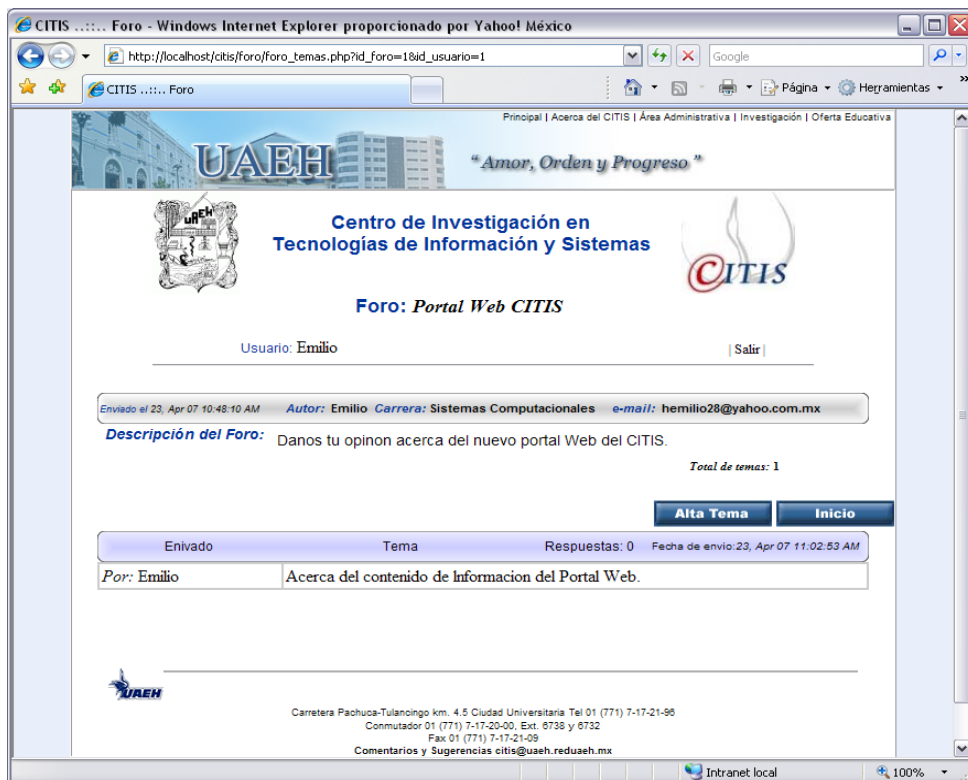 CITIS ..::.. Foro - Windows Internet Explorer proporcionado por Yahoo! México
http://localhost/citis/foro/foro_temas.php?id_foro=1&id_usuario=1
Google
CITIS ..::.. Foro
Página
Herramientas
Principal | Acerca del CITIS | Área Administrativa | Investigación | Oferta Educativa
UAEH
“ Amor, Orden y Progreso ”
UAEH
Centro de Investigación en
Tecnologías de Información y Sistemas
CITIS
Foro: Portal Web CITIS
Usuario: Emilio
| Salir |
Enviado el 23, Apr 07 10:48:10 AM Autor: Emilio Carrera: Sistemas Computacionales e-mail: hemilio28@yahoo.com.mx
Descripción del Foro: Danos tu opinon acerca del nuevo portal Web del CITIS.
Total de temas: 1
Alta Tema Inicio
Enivado Tema Respuestas: 0 Fecha de envio:23, Apr 07 11:02:53 AM
Por: Emilio Acerca del contenido de Informacion del Portal Web.
UAEH
Carretera Pachuca-Tulancingo km. 4.5 Ciudad Universitaria Tel 01 (771) 7-17-21-96
Conmutador 01 (771) 7-17-20-00, Ext. 6738 y 6732
Fax 01 (771) 7-17-21-09
Comentarios y Sugerencias citis@uaeh.reduaeh.mx
Intranet local
100%